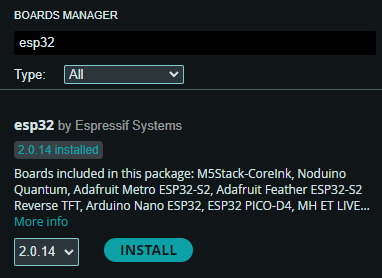 BOARDS MANAGER
esp32
Type: All
esp32 by Espressif Systems
2.0.14 installed
Boards included in this package: M5Stack-CoreInk, Noduino
Quantum, Adafruit Metro ESP32-S2, Adafruit Feather ESP32-S2
Reverse TFT, Arduino Nano ESP32, ESP32 PICO-D4, MH ET LIVE...
More info
2.0.14 INSTALL